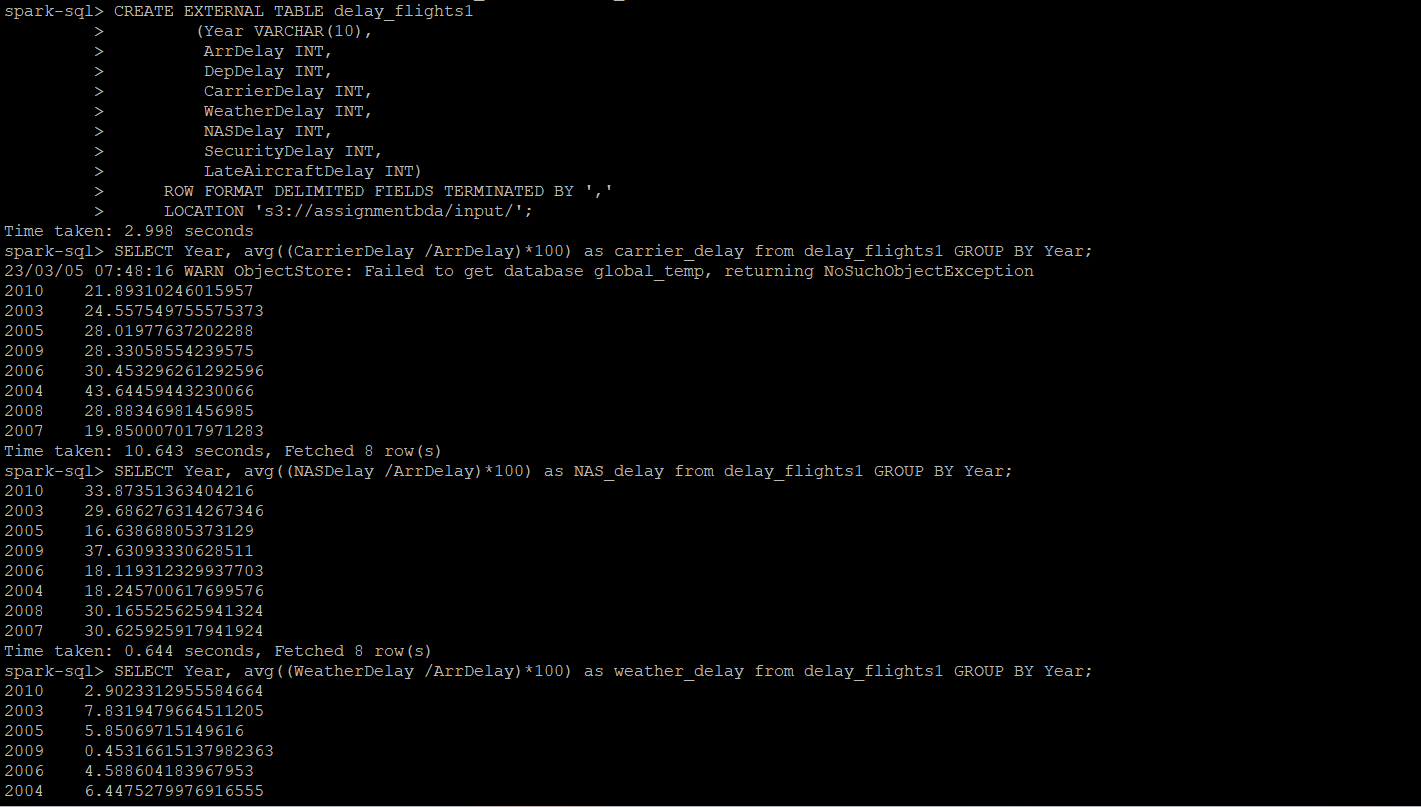 spark-sql> CREATE EXTERNAL TABLE delay_flights1
         >          (Year VARCHAR(10),
         >           ArrDelay INT,
         >           DepDelay INT,
         >           CarrierDelay INT,
         >           WeatherDelay INT,
         >           NASDelay INT,
         >           SecurityDelay INT,
         >           LateAircraftDelay INT)
         >       ROW FORMAT DELIMITED FIELDS TERMINATED BY ','
         >       LOCATION 's3://assignmentbda/input/';
Time taken: 2.998 seconds
spark-sql> SELECT Year, avg((CarrierDelay /ArrDelay)*100) as carrier_delay from delay_flights1 GROUP BY Year;
23/03/05 07:48:16 WARN ObjectStore: Failed to get database global_temp, returning NoSuchObjectException
2010    21.89310246015957
2003    24.557549755575373
2005    28.01977637202288
2009    28.33058554239575
2006    30.453296261292596
2004    43.64459443230066
2008    28.88346981456985
2007    19.850007017971283
Time taken: 10.643 seconds, Fetched 8 row(s)
spark-sql> SELECT Year, avg((NASDelay /ArrDelay)*100) as NAS_delay from delay_flights1 GROUP BY Year;
2010    33.87351363404216
2003    29.686276314267346
2005    16.63868805373129
2009    37.63093330628511
2006    18.119312329937703
2004    18.245700617699576
2008    30.165525625941324
2007    30.625925917941924
Time taken: 0.644 seconds, Fetched 8 row(s)
spark-sql> SELECT Year, avg((WeatherDelay /ArrDelay)*100) as weather_delay from delay_flights1 GROUP BY Year;
2010    2.9023312955584664
2003    7.8319479664511205
2005    5.85069715149616
2009    0.45316615137982363
2006    4.588604183967953
2004    6.4475279976916555